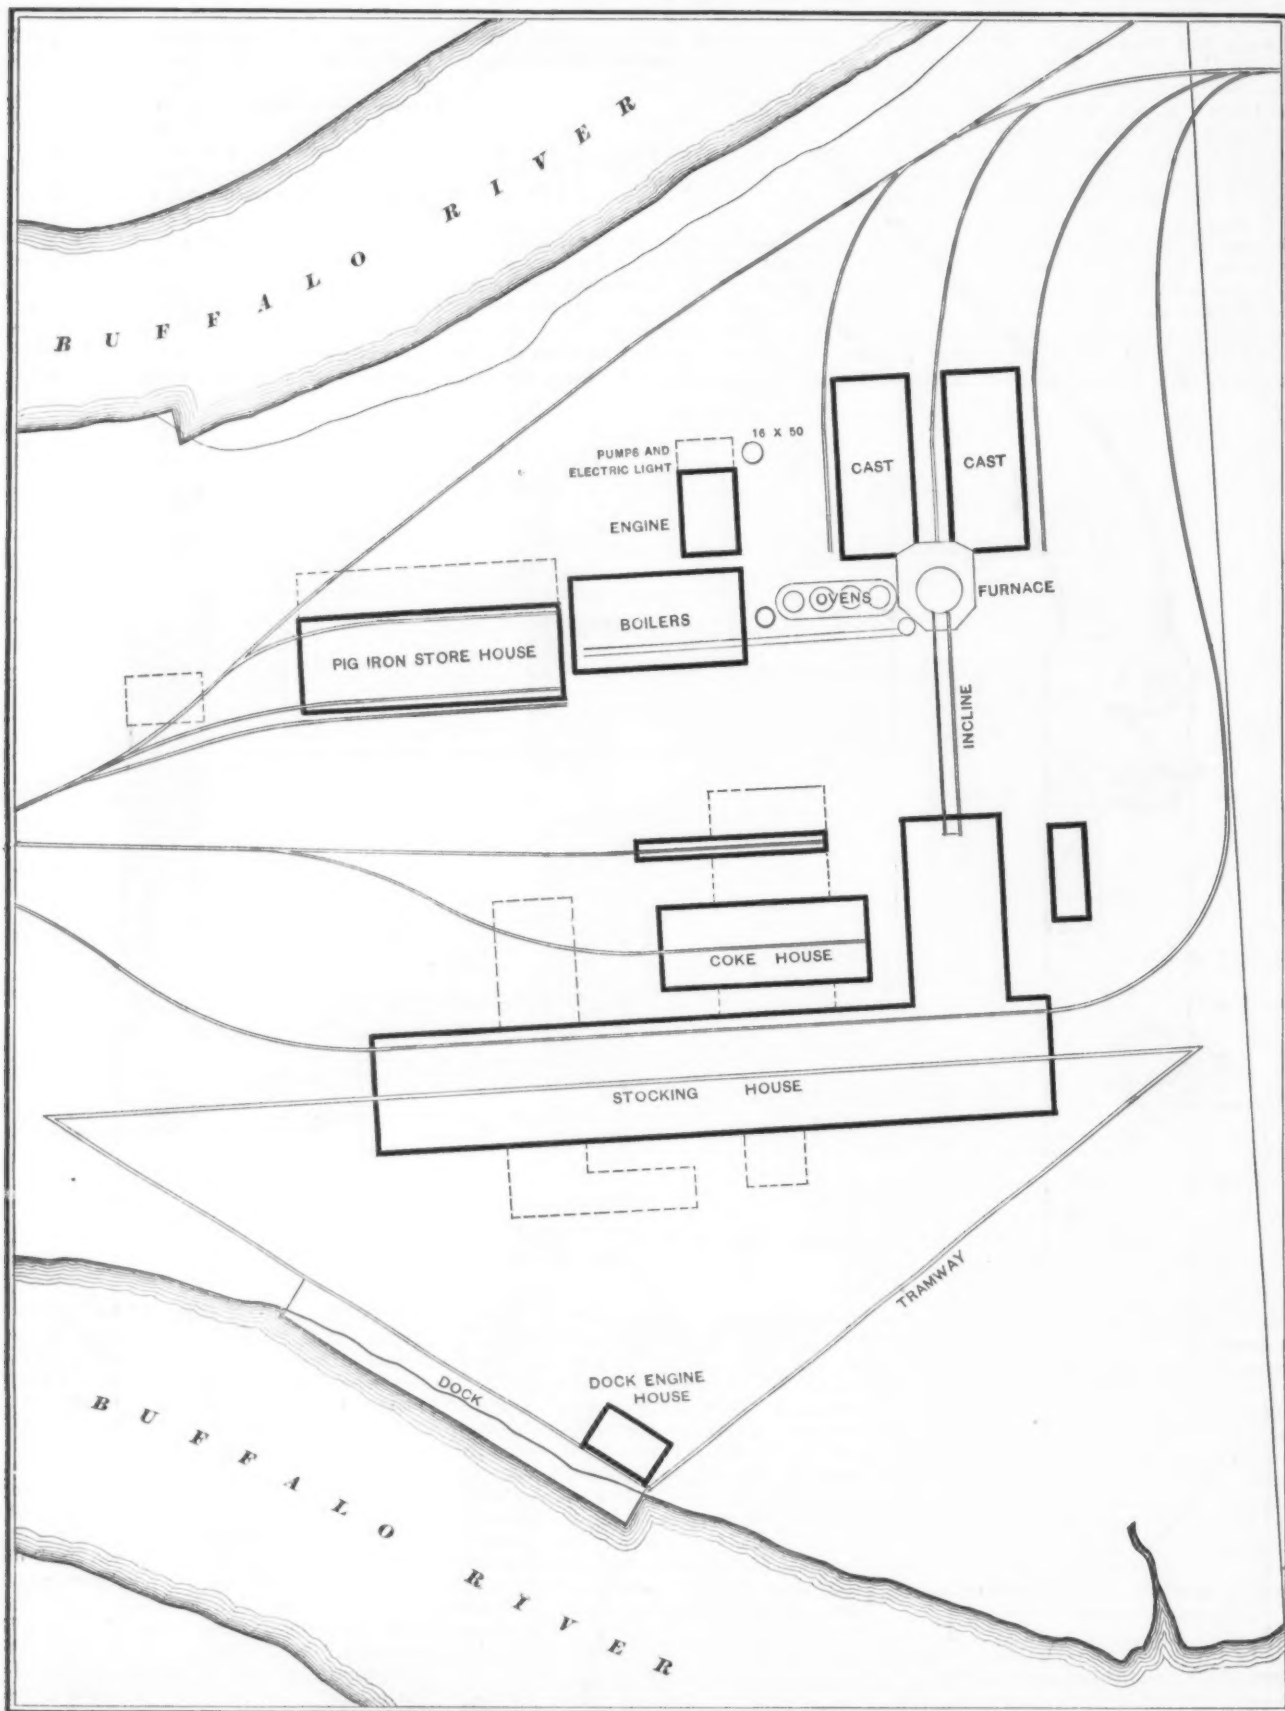 BUFFALO RIVER
16 X 50
PUMPS AND
ELECTRIC LIGHT
CAST
CAST
ENGINE
OVENS
FURNACE
BOILERS
PIG IRON STORE HOUSE
INCLINE
COKE HOUSE
STOCKING HOUSE
TRAMWAY
DOCK ENGINE
HOUSE
DOCK
BUFFALO RIVER